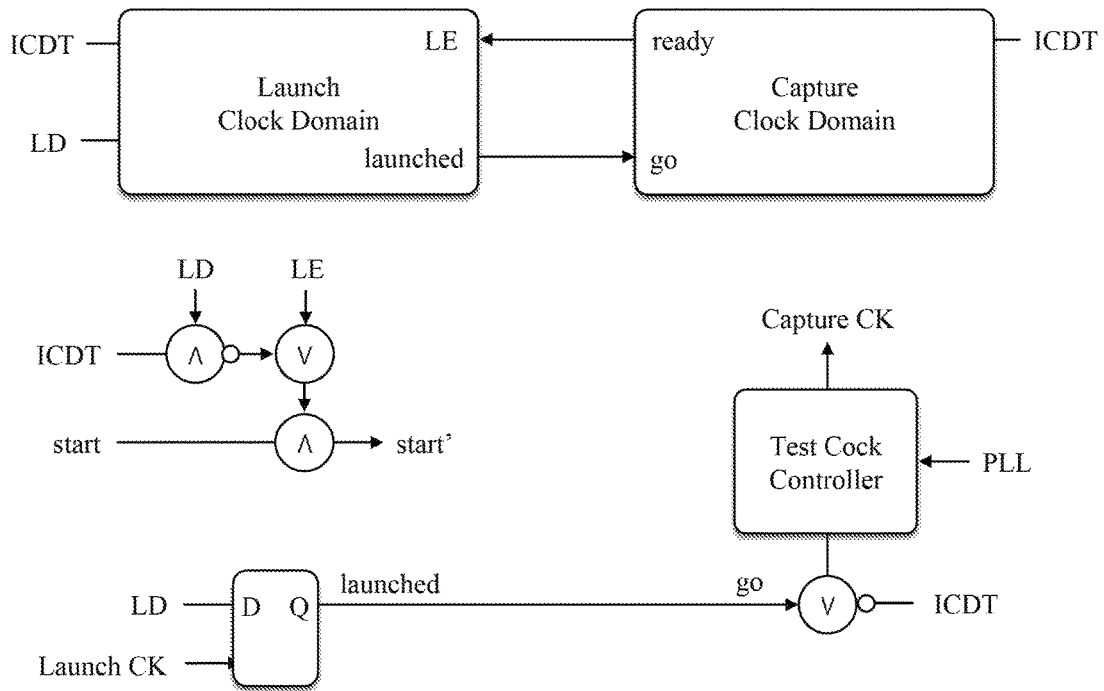 ICDT
LE
ready
ICDT
Launch
Clock Domain
Capture
Clock Domain
LD
launched
go
LD
LE
ICDT
Λ
V
start
Λ
start’
Capture CK
Test Cock
Controller
PLL
LD
D
Q
launched
go
V
ICDT
Launch CK